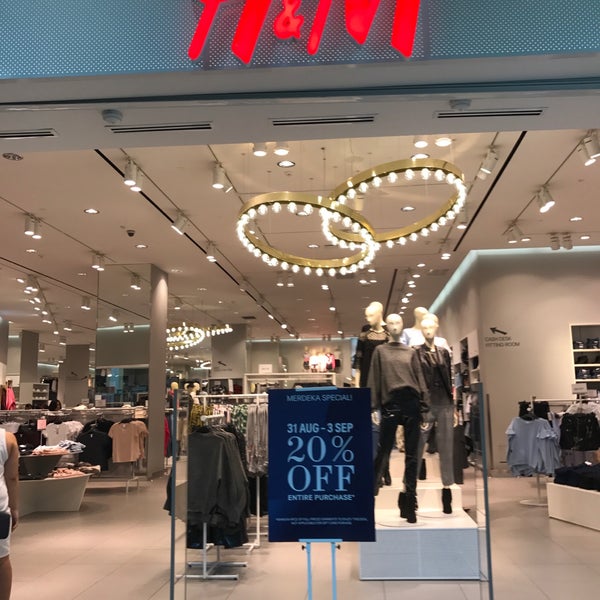 H&M
MERDEKA SPECIAL!
31 AUG - 3 SEP
20%
OFF
ENTIRE PURCHASE*
CASH DESK
FITTING ROOM